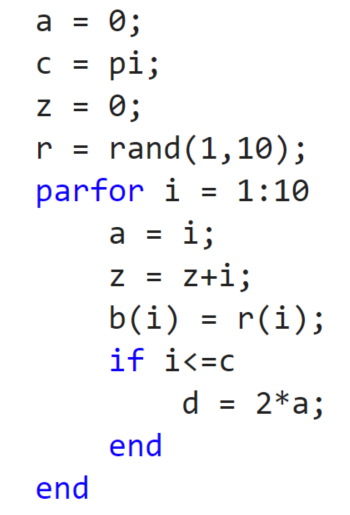 a = 0;
c = pi;
z = 0;
r = rand(1,10);
parfor i = 1:10
    a = i;
    z = z+i;
    b(i) = r(i);
    if i<=c
        d = 2*a;
    end
end